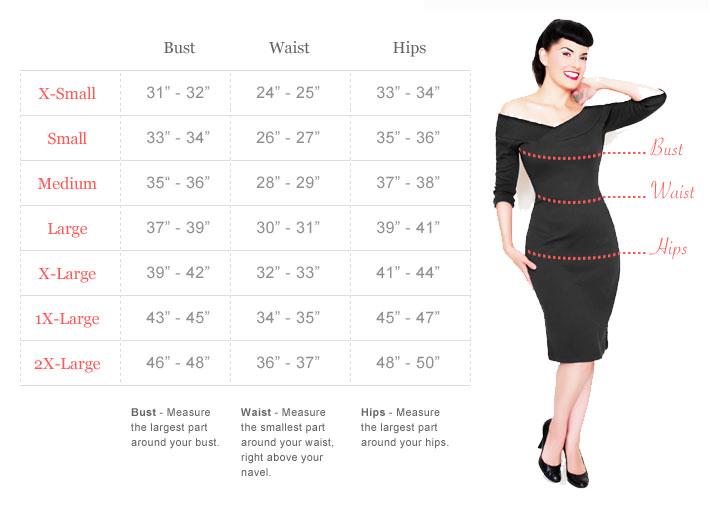 Bust Waist Hips
X-Small 31” - 32” 24” - 25” 33” - 34”
Small 33” - 34” 26” - 27” 35” - 36”
Medium 35“ - 36” 28” - 29” 37” - 38”
Large 37” - 39” 30” - 31” 39” - 41”
X-Large 39” - 42” 32” - 33” 41” - 44”
1X-Large 43” - 45” 34” - 35” 45” - 47”
2X-Large 46” - 48” 36” - 37” 48” - 50”
Bust - Measure
the largest part
around your bust.
Waist - Measure
the smallest part
around your waist,
right above your
navel.
Hips - Measure
the largest part
around your hips.
Bust
Waist
Hips